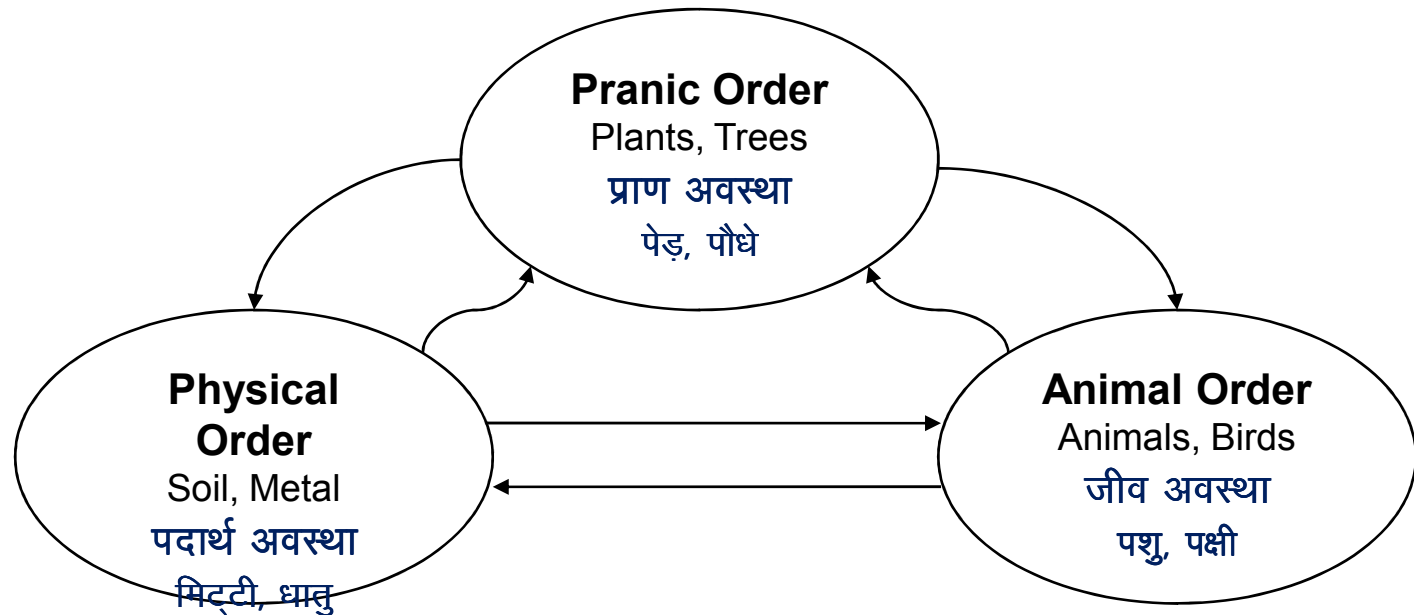 Pranic Order
Plants, Trees
प्राण अवस्था
पेड़, पौधे
Physical
Order
Soil, Metal
पदार्थ अवस्था
मिट्टी, धातु
Animal Order
Animals, Birds
जीव अवस्था
पशु, पक्षी